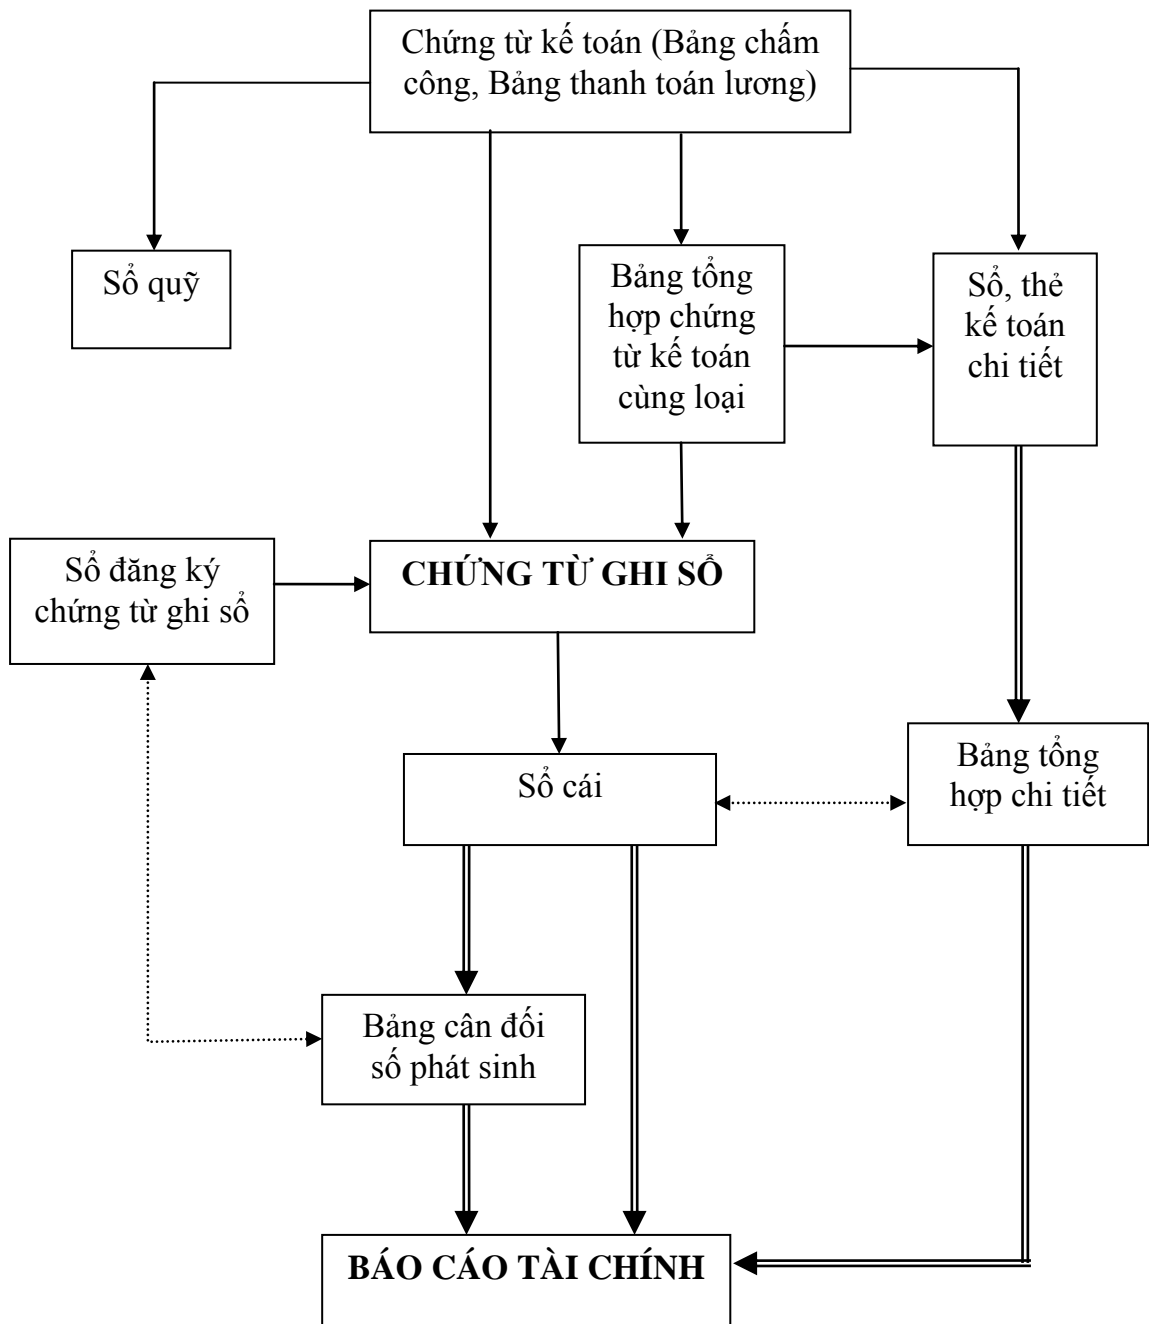 Chứng từ kế toán (Bảng chấm
công, Bảng thanh toán lương)
Sổ quỹ
Bảng tổng
hợp chứng
từ kế toán
cùng loại
Sổ, thẻ
kế toán
chi tiết
Sổ đăng ký
chứng từ ghi sổ
CHỨNG TỪ GHI SỔ
Sổ cái
Bảng tổng
hợp chi tiết
Bảng cân đối
số phát sinh
BÁO CÁO TÀI CHÍNH